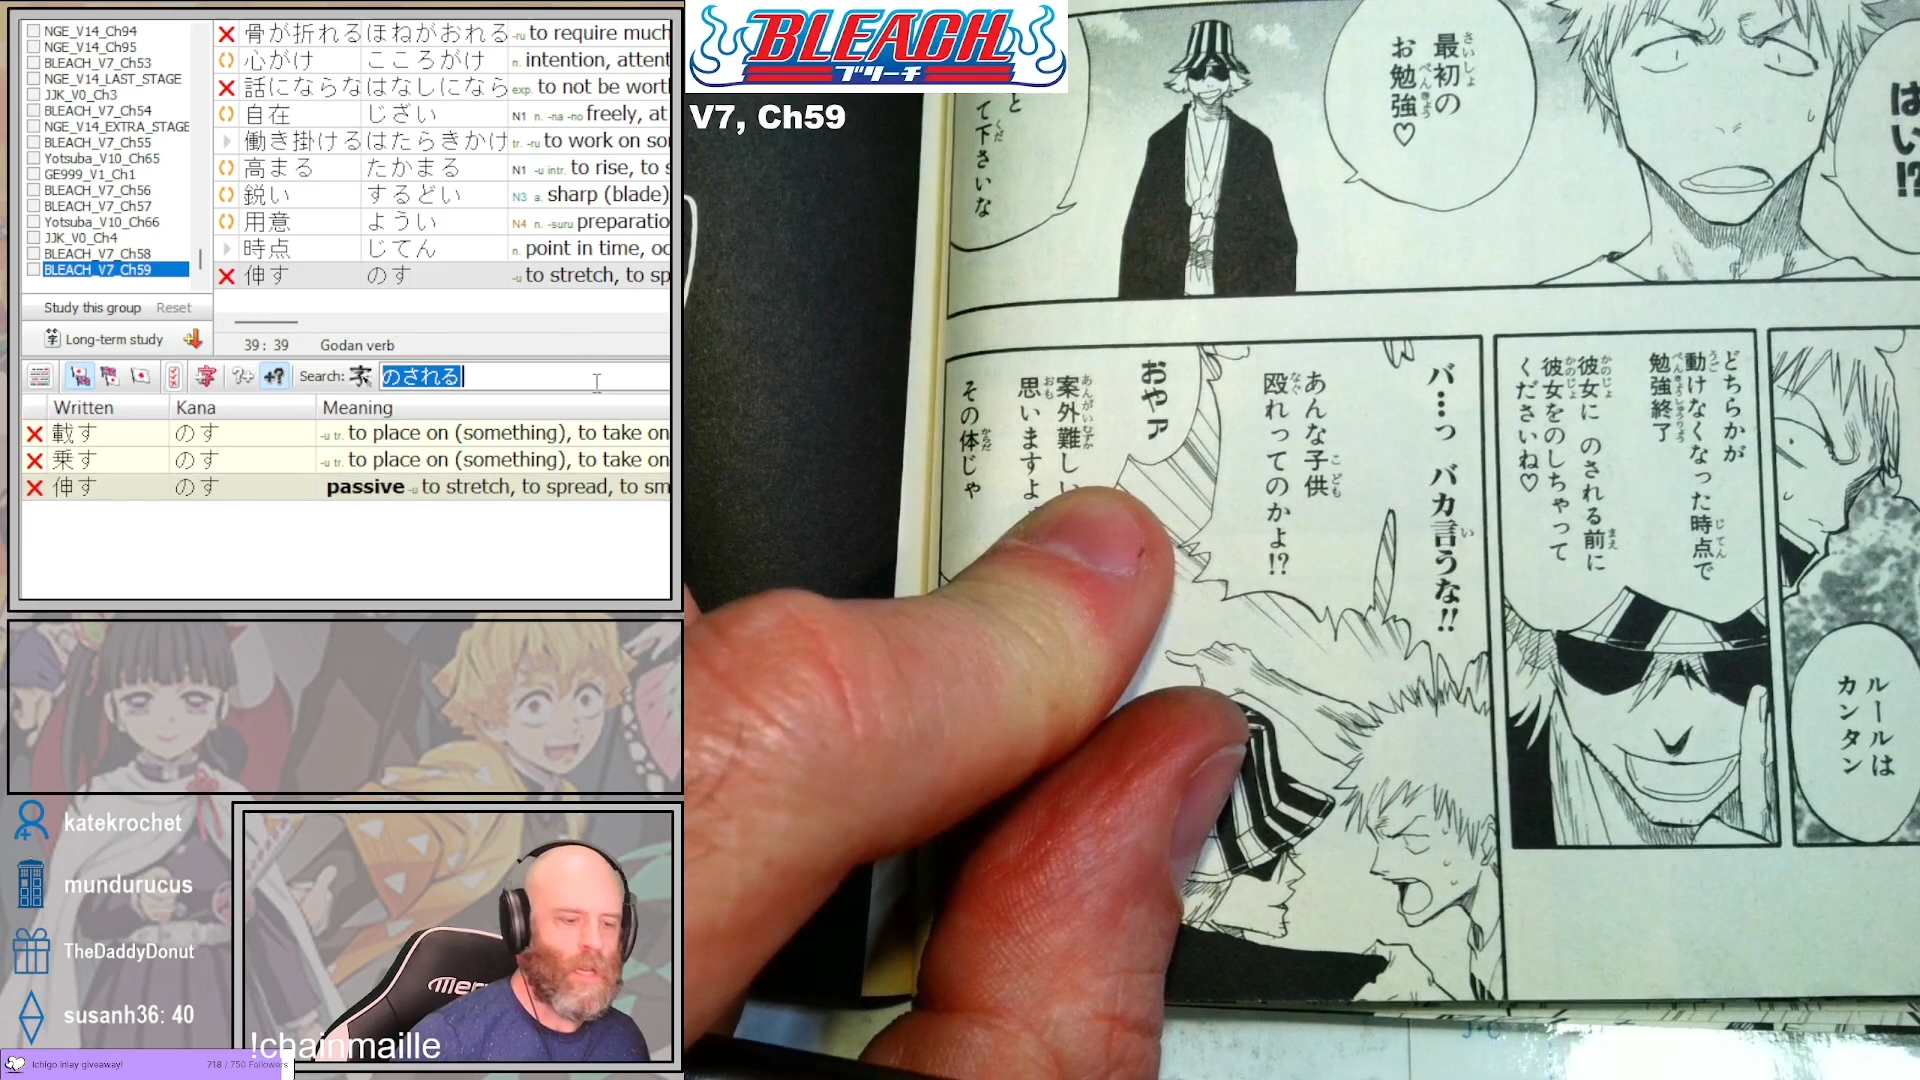 NGE_V14_Ch94
NGE_V14_Ch95
BLEACH_V7_Ch53
NGE_V14_LAST_STAGE
JJK_V0_Ch3
BLEACH_V7_Ch54
NGE_V14_EXTRA_STAGE
BLEACH_V7_Ch55
Yotsuba_V10_Ch65
GE999_V1_Ch1
BLEACH_V7_Ch56
BLEACH_V7_Ch57
Yotsuba_V10_Ch66
JJK_V0_Ch4
BLEACH_V7_Ch58
BLEACH_V7_Ch59
Study this group Reset
Long-term study
骨が折れる ほねがおれる -ru to require much
心がけ こころがけ n. intention, attent
話にならな はなしになら exp. to not be wort
自在 じざい N1 n. -na -no freely, at
働き掛ける はたらきかけ tr. -ru to work on so
高まる たかまる N1 -u intr. to rise, to s
鋭い するどい N3 a. sharp (blade)
用意 ようい N4 n. -suru preparatio
時点 じてん n. point in time, oc
伸す のす -u to stretch, to sp
39: 39 Godan verb
Search: のされる
Written Kana Meaning
載す のす -u tr. to place on (something), to take on
乗す のす -u tr. to place on (something), to take on
伸す のす passive -u to stretch, to spread, to sm
katekrochet
mundurucus
TheDaddyDonut
susanh36: 40
Ichigo inlay giveaway! 718 / 750 Followers
!chainmaille
BLEACH
ブリーチ
V7, Ch59
はい!?
最初の
お勉強♡
と
て下さいな
ルールは
カンタン
どちらかが
動けなくなった時点で
勉強終了
彼女に のされる前に
彼女をのしちゃって
くださいね♡
バ…っ バカ言うな!!
あんな子供
殴れってのかよ!?
おやァ
案外難し
思いますよ
その体じゃ